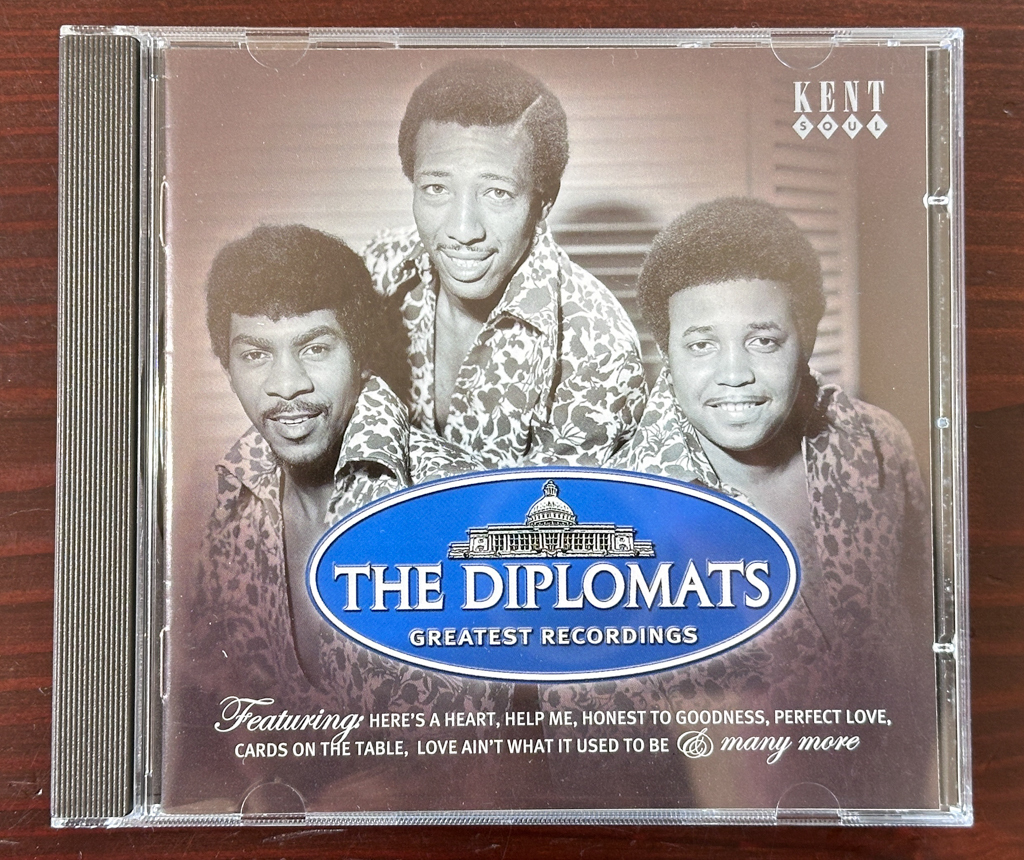 KENT
SOUL
THE DIPLOMATS
GREATEST RECORDINGS
Featuring: HERE'S A HEART, HELP ME, HONEST TO GOODNESS, PERFECT LOVE,
CARDS ON THE TABLE, LOVE AIN'T WHAT IT USED TO BE & many more